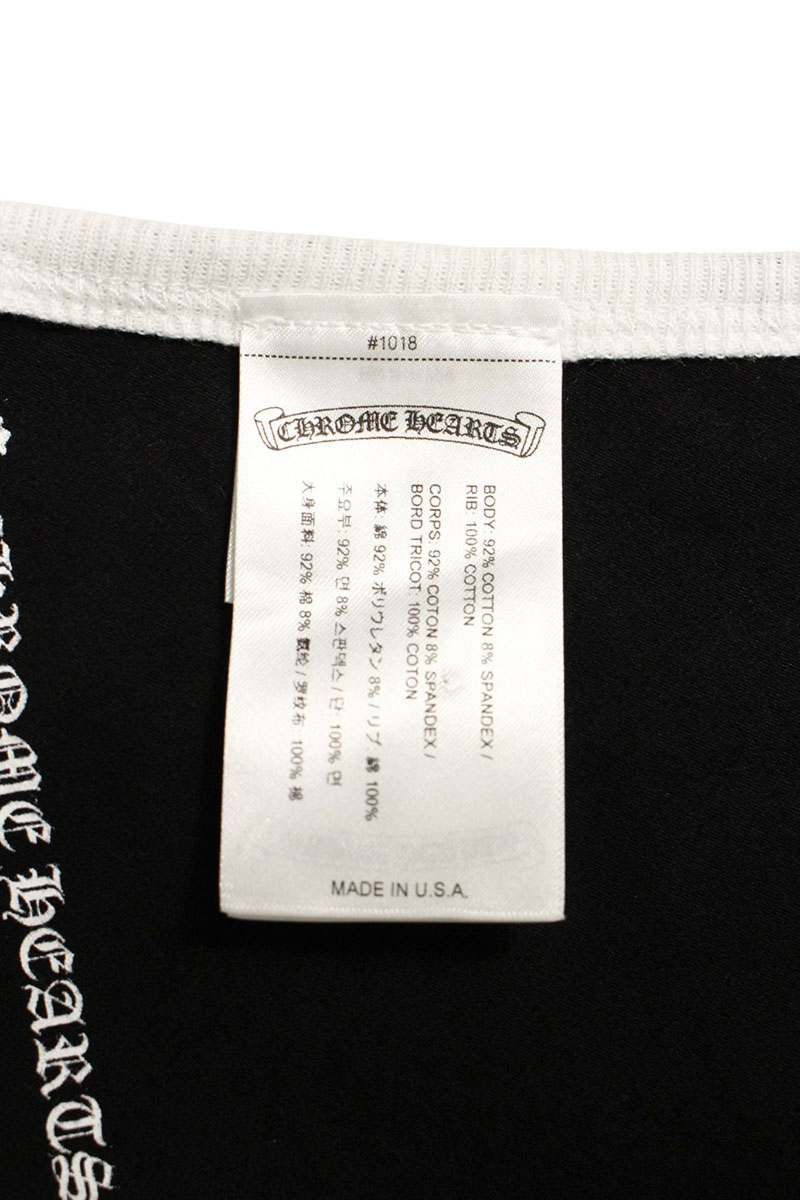 #1018
CHROME HEARTS
BODY: 92% COTTON 8% SPANDEX /
RIB: 100% COTTON
CORPS: 92% COTON 8% SPANDEX /
BORD TRICOT: 100% COTON
本体: 綿 92% ポリウレタン 8% / リブ: 綿 100%
주요부: 92% 면 8% 스판덱스 / 단: 100% 면
大身面料: 92% 棉 8% 氨纶 / 罗纹布: 100% 棉
MADE IN U.S.A.
CHROME HEARTS